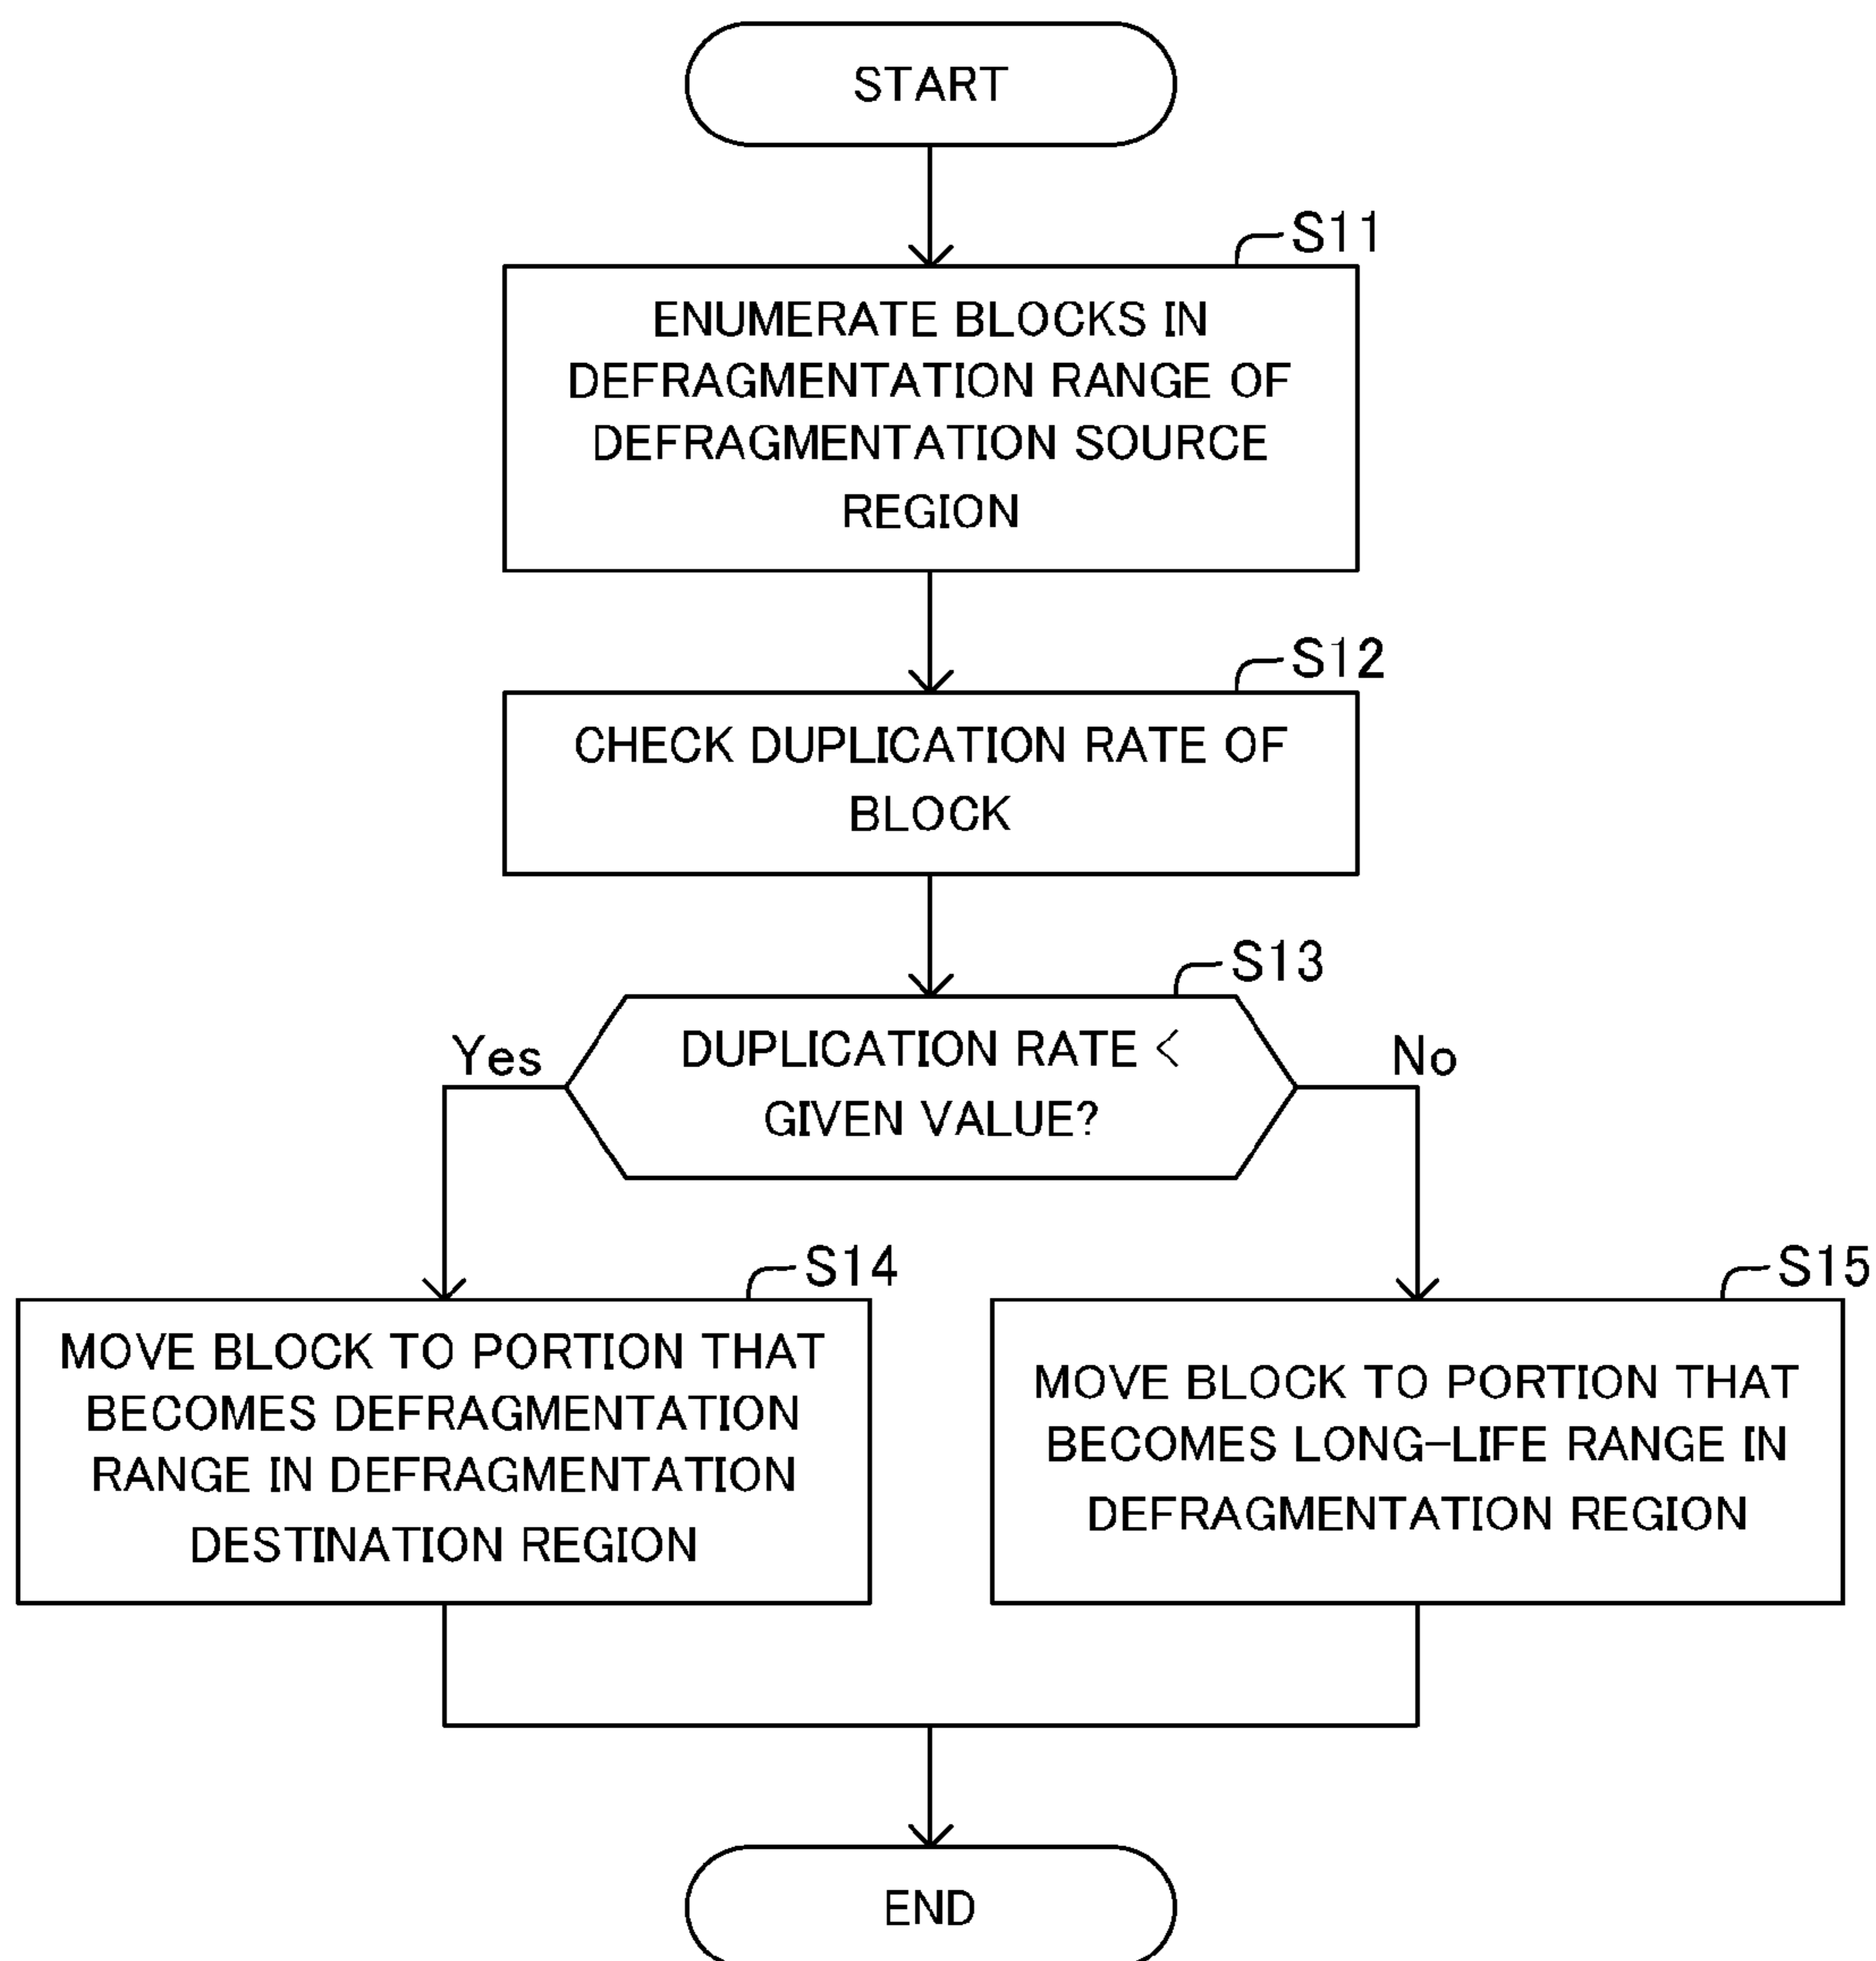 START
S11
ENUMERATE BLOCKS IN
DEFRAGMENTATION RANGE OF
DEFRAGMENTATION SOURCE
REGION
S12
CHECK DUPLICATION RATE OF
BLOCK
S13
DUPLICATION RATE <
GIVEN VALUE?
Yes
No
S14
MOVE BLOCK TO PORTION THAT
BECOMES DEFRAGMENTATION
RANGE IN DEFRAGMENTATION
DESTINATION REGION
S15
MOVE BLOCK TO PORTION THAT
BECOMES LONG-LIFE RANGE IN
DEFRAGMENTATION REGION
END